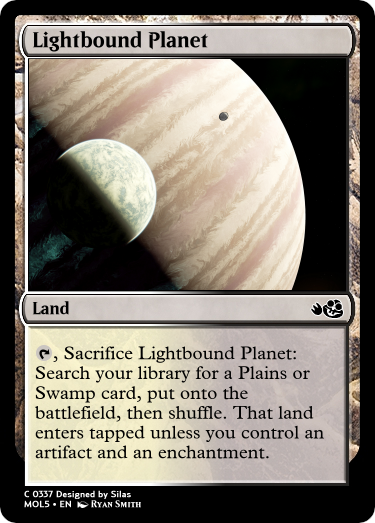 Lightbound Planet
Land
, Sacrifice Lightbound Planet:
Search your library for a Plains or
Swamp card, put onto the
battlefield, then shuffle. That land
enters tapped unless you control an
artifact and an enchantment.
C 0337 Designed by Silas
MOL5 • EN Ryan Smith